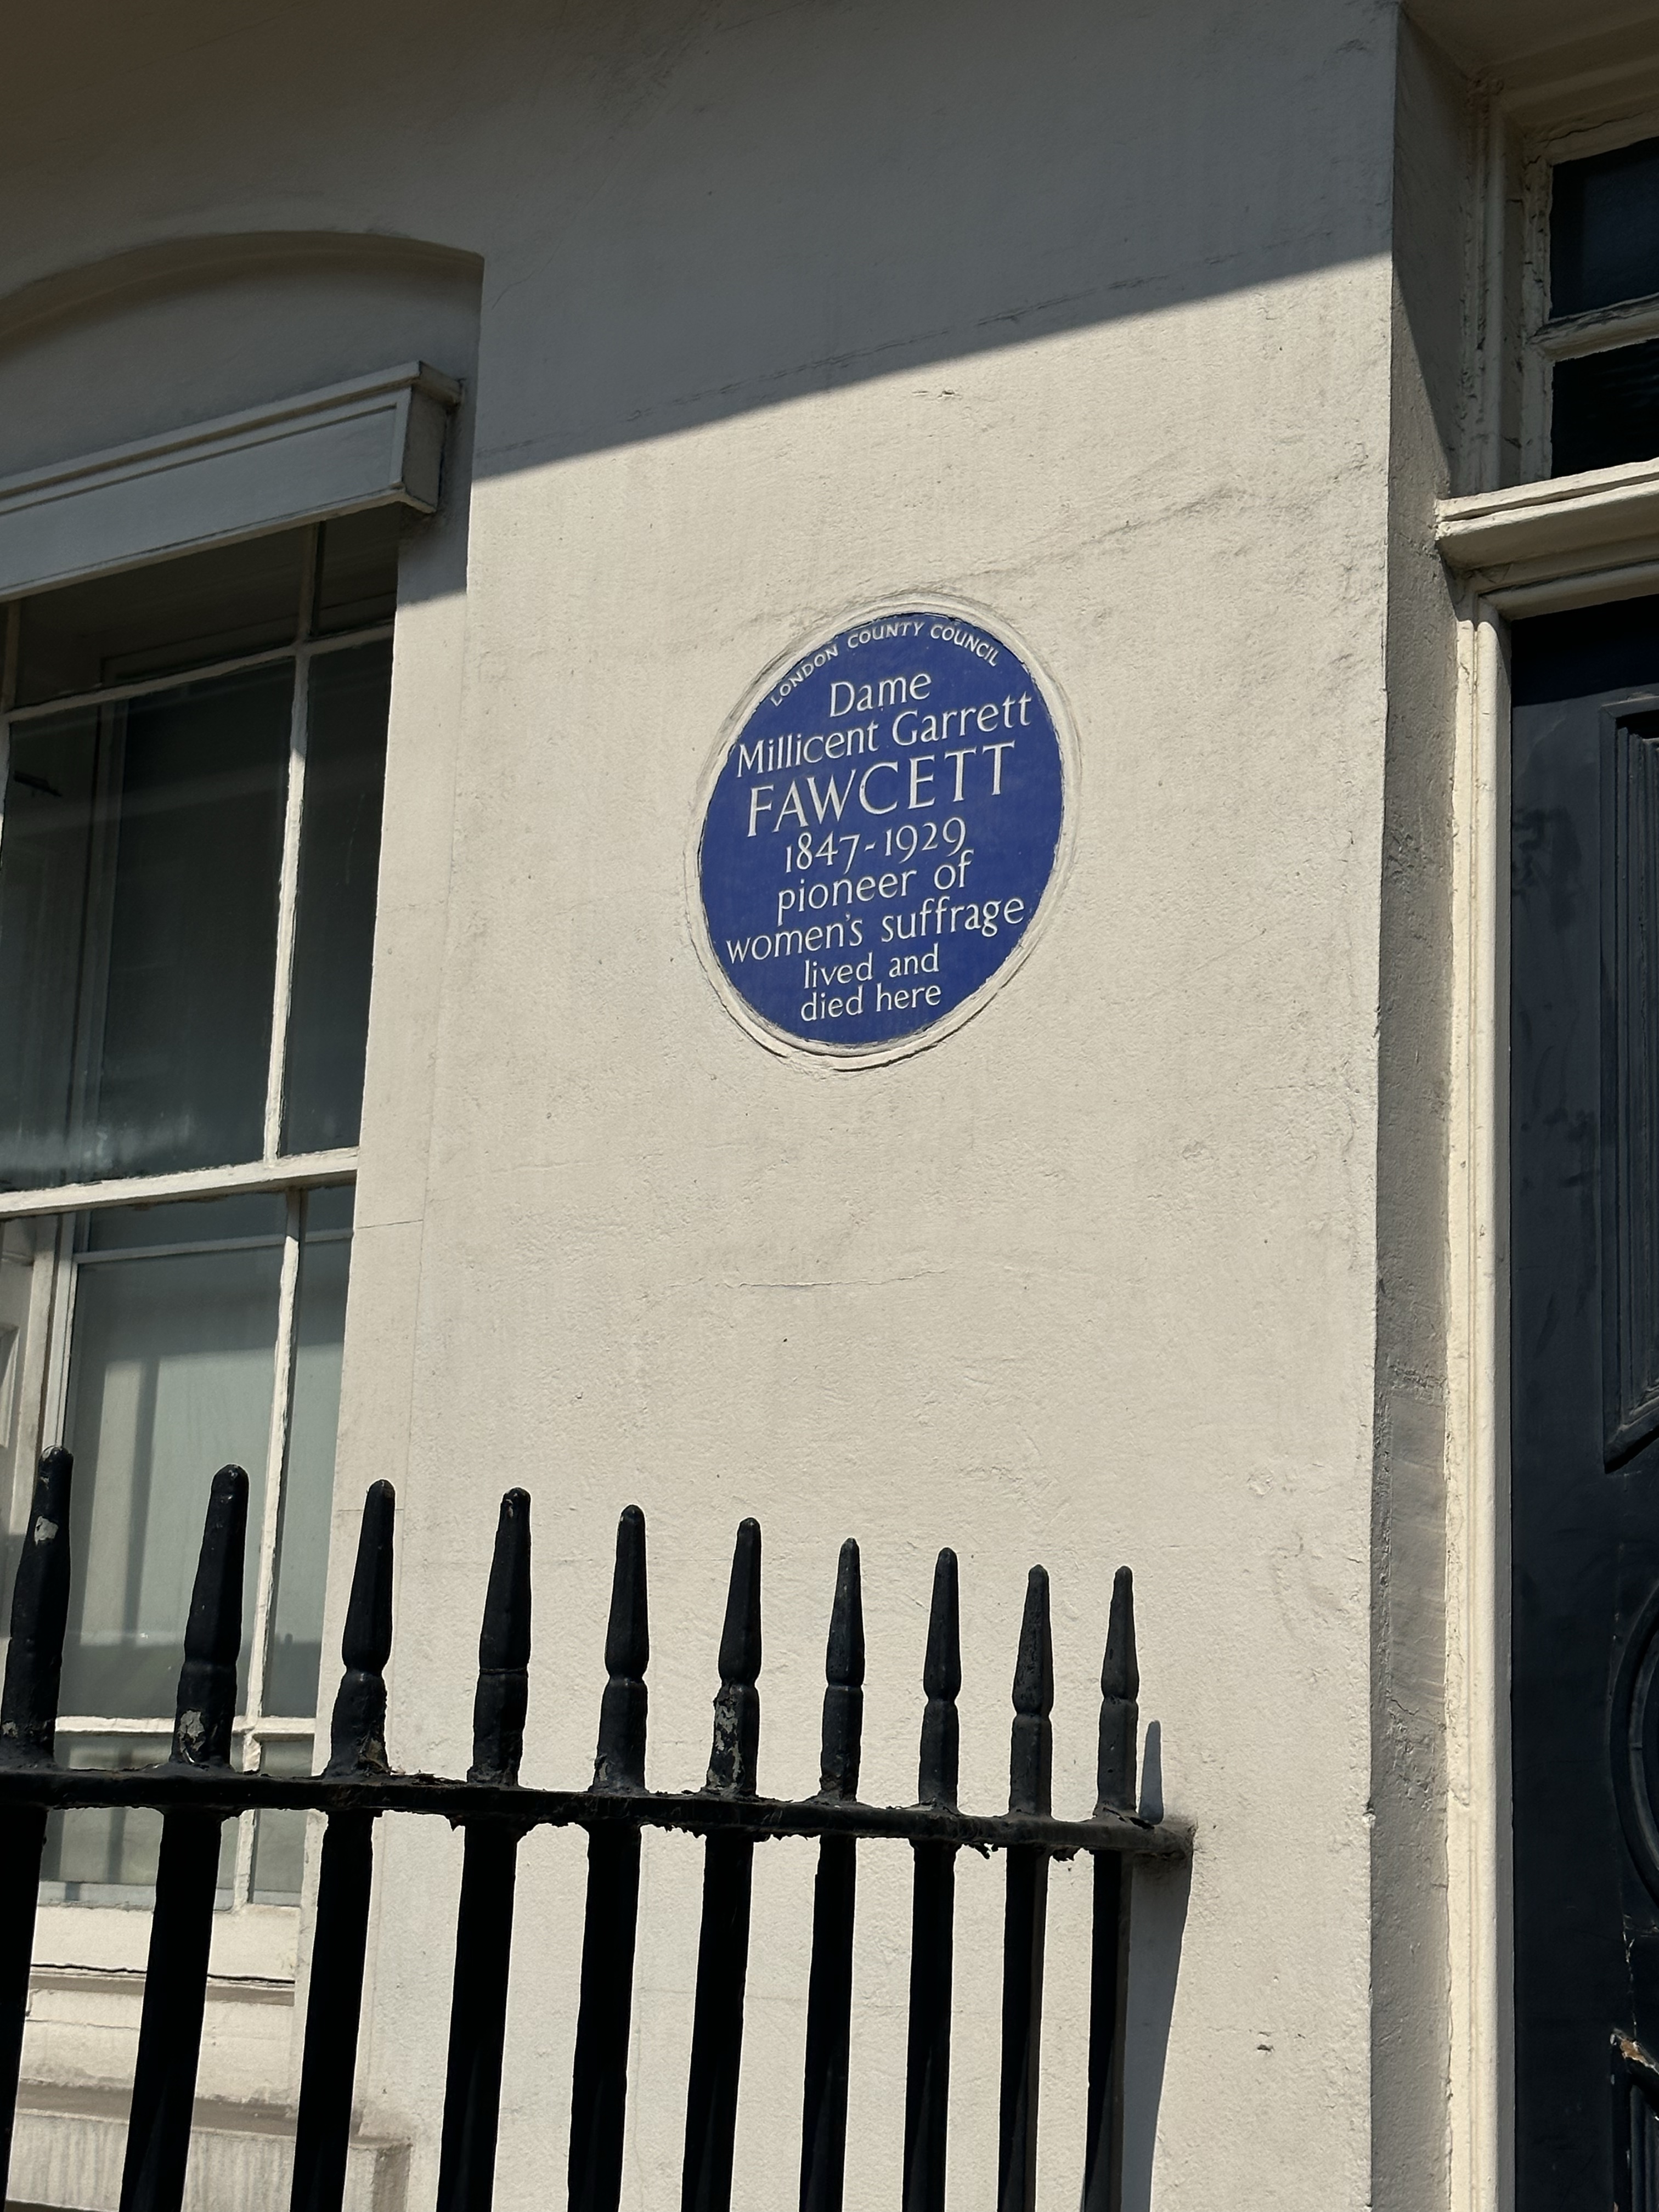 LONDON COUNTY COUNCIL
Dame
Millicent Garrett
FAWCETT
1847-1929
pioneer of
women's suffrage
lived and
died here